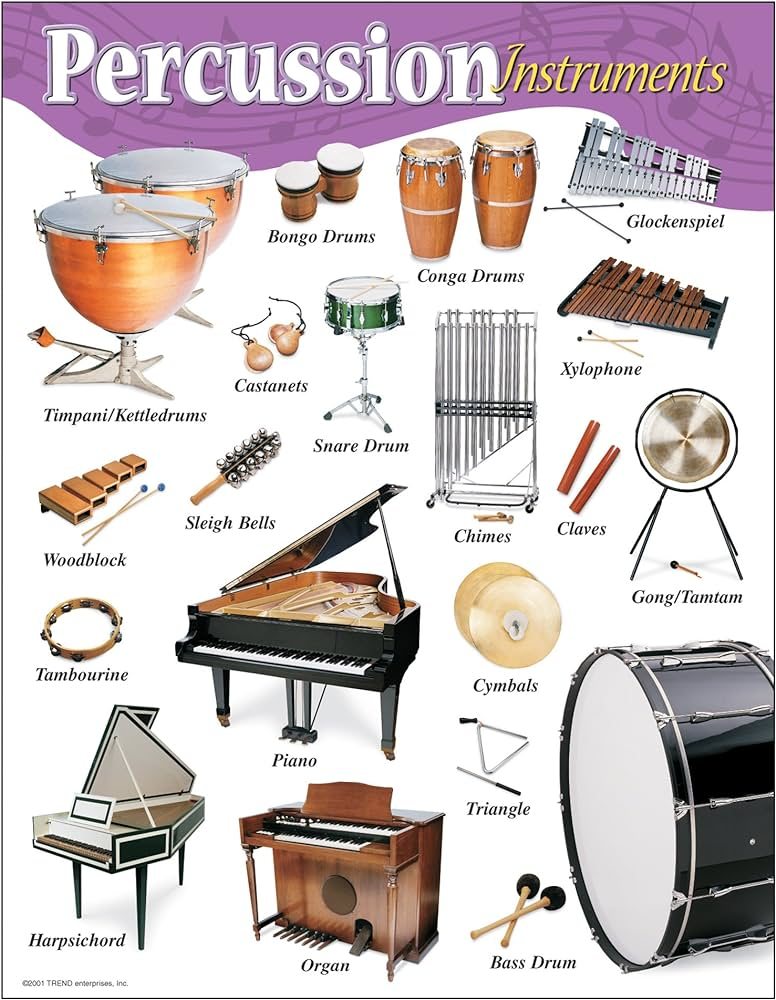 Percussion Instruments
Bongo Drums
Conga Drums
Glockenspiel
Timpani/Kettledrums
Castanets
Snare Drum
Xylophone
Woodblock
Sleigh Bells
Chimes
Claves
Gong/Tamtam
Tambourine
Piano
Cymbals
Triangle
Harpsichord
Organ
Bass Drum
©2001 TREND enterprises, Inc.